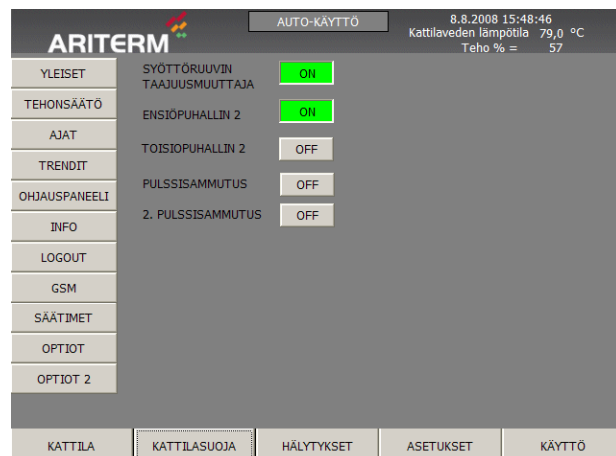 ARITERM
AUTO-KÄYTTÖ
8.8.2008 15:48:46
Kattilaveden lämpötila 79,0 ºC
Teho % = 57
YLEISET
TEHONSÄÄTÖ
AJAT
TRENDIT
OHJAUSPANEELI
INFO
LOGOUT
GSM
SÄÄTIMET
OPTIOT
OPTIOT 2
SYÖTTÖRUUVIN
TAAJUUSMUUTTAJA
ON
ENSIÖPUHALLIN 2
ON
TOISIOPUHALLIN 2
OFF
PULSSISAMMUTUS
OFF
2. PULSSISAMMUTUS
OFF
KATTILA
KATTILASUOJA
HÄLYTYKSET
ASETUKSET
KÄYTTÖ